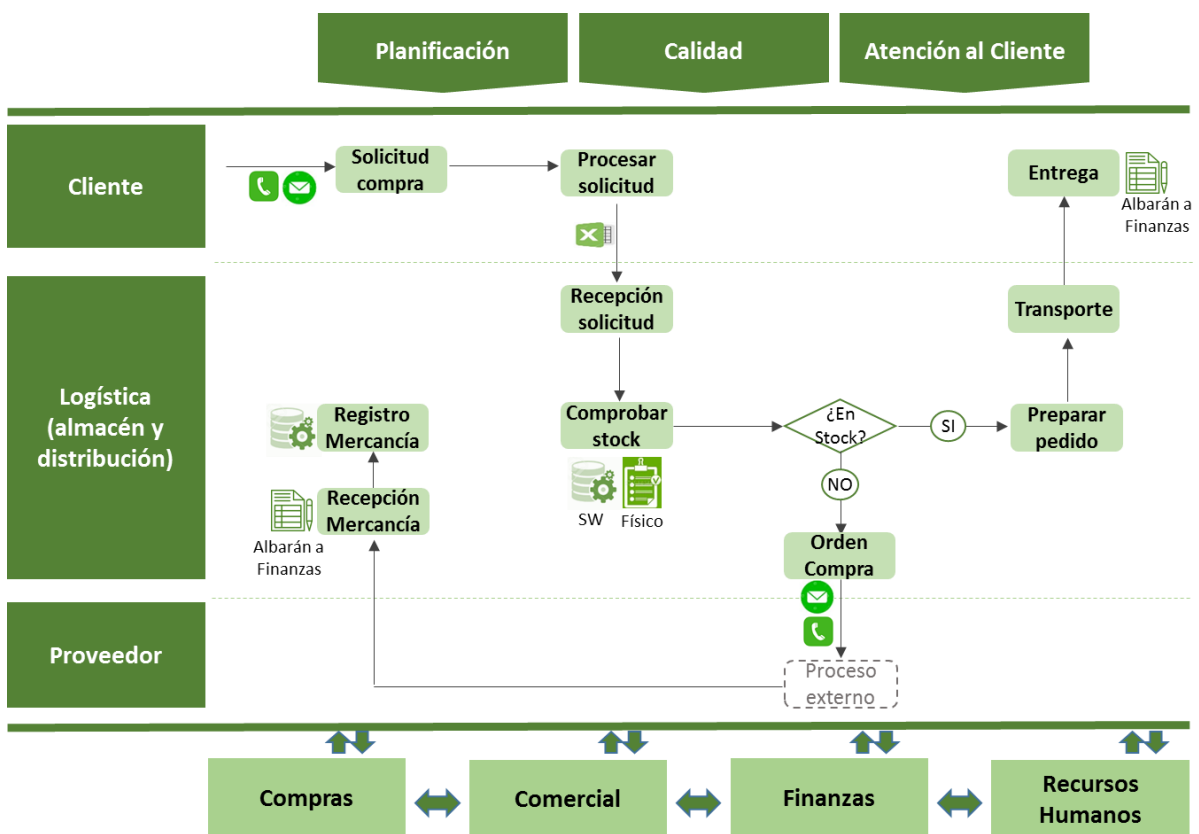 Planificación
Calidad
Atención al Cliente
Cliente
Solicitud
compra
Procesar
solicitud
Entrega
Albarán a
Finanzas
Logística
(almacén y
distribución)
Recepción
solicitud
Transporte
Registro
Mercancía
Comprobar
stock
¿En
Stock?
SI
Preparar
pedido
SW
Físico
NO
Recepción
Mercancía
Albarán a
Finanzas
Orden
Compra
Proveedor
Proceso
externo
Compras
Comercial
Finanzas
Recursos
Humanos